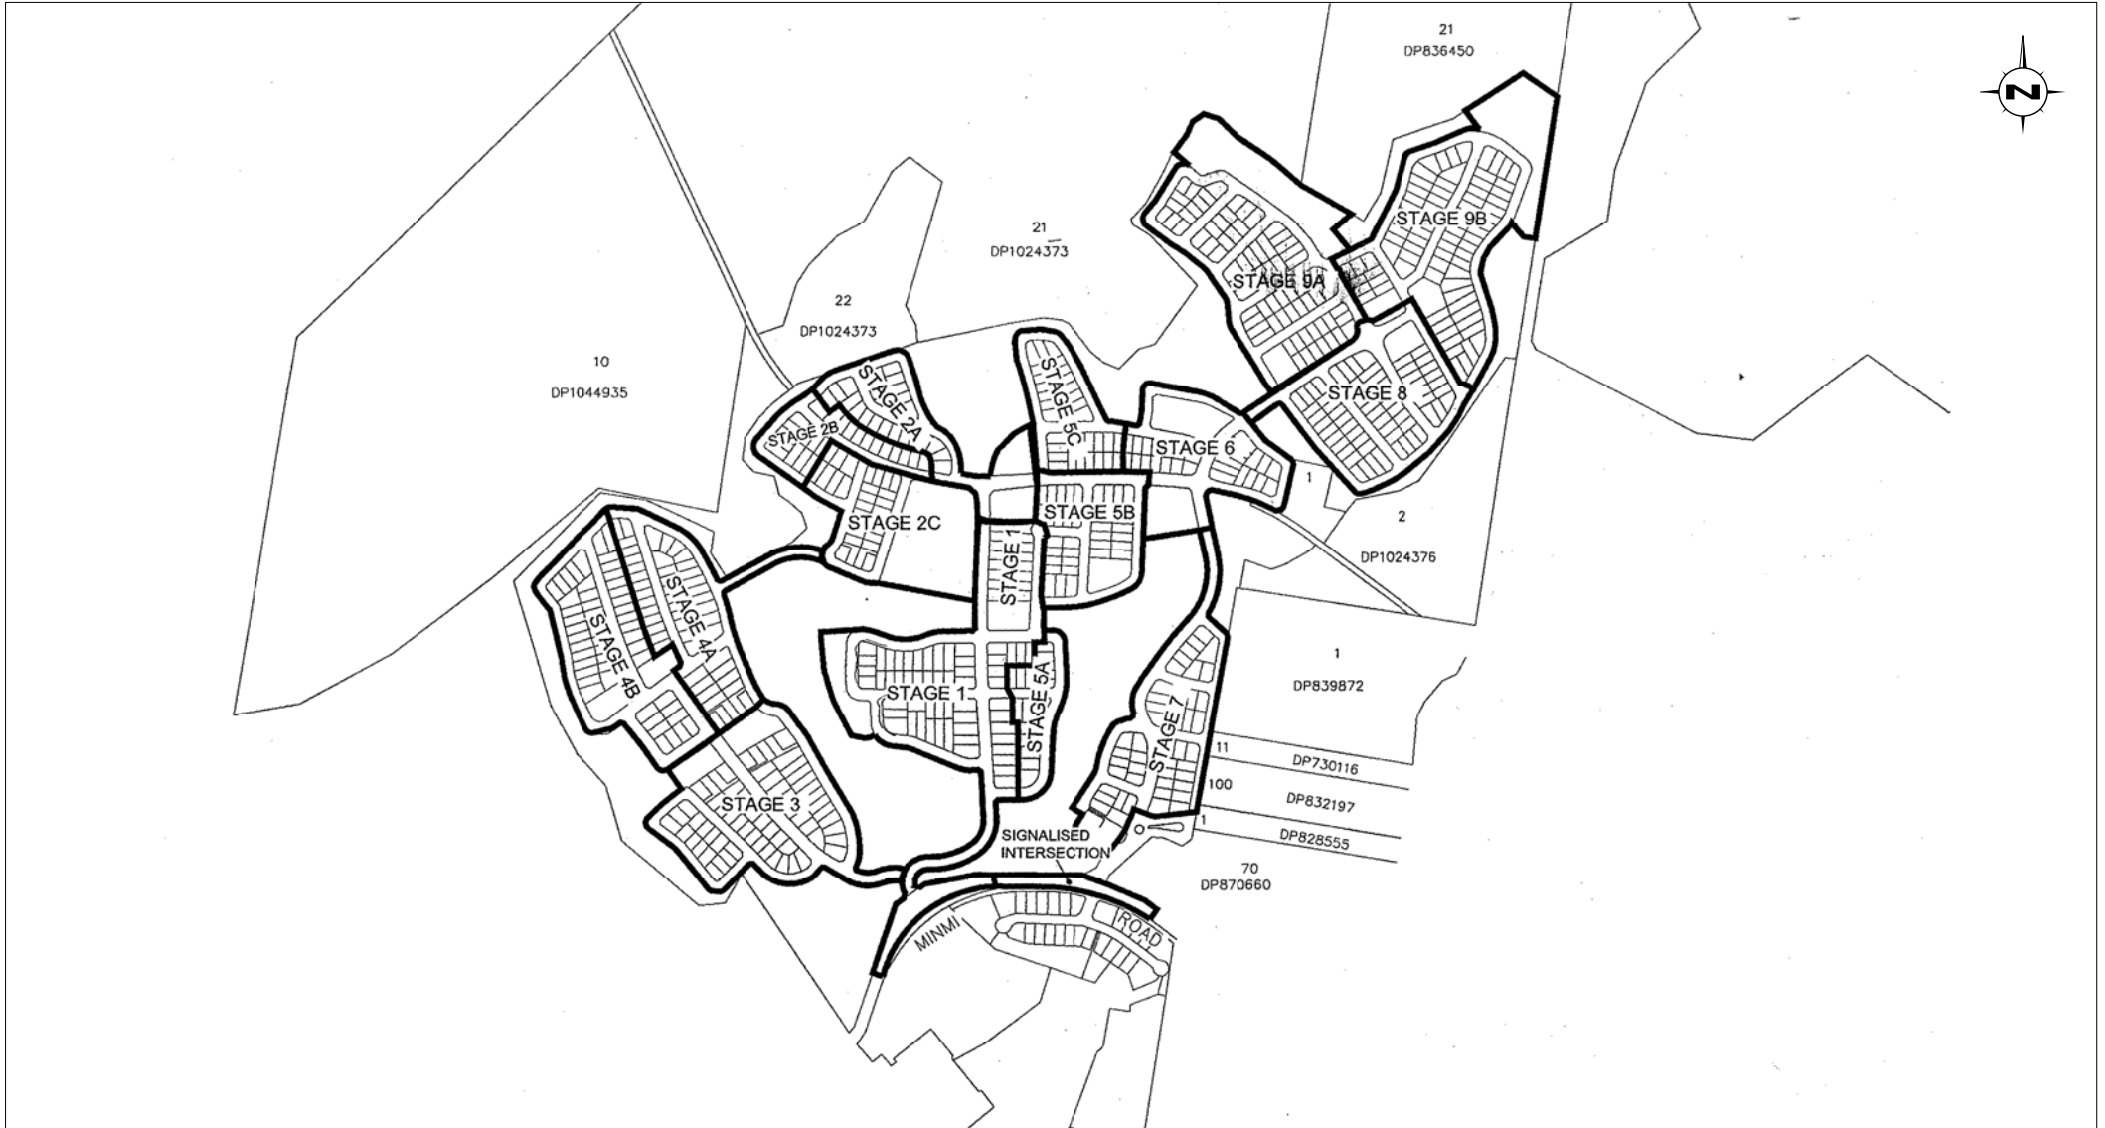 21
DP836450
N
STAGE 9B
21
DP1024373
STAGE 9A
22
DP1024373
10
DP1044935
STAGE 2A
STAGE 5C
STAGE 8
STAGE 2B
STAGE 6
1
STAGE 2C
STAGE 5B
2
DP1024376
STAGE 1
STAGE 4A
STAGE 4B
1
DP839872
STAGE 1
STAGE 5A
STAGE 7
11
DP730116
100
DP832197
STAGE 3
1
DP828555
SIGNALISED
INTERSECTION
70
DP870660
MINMI
ROAD